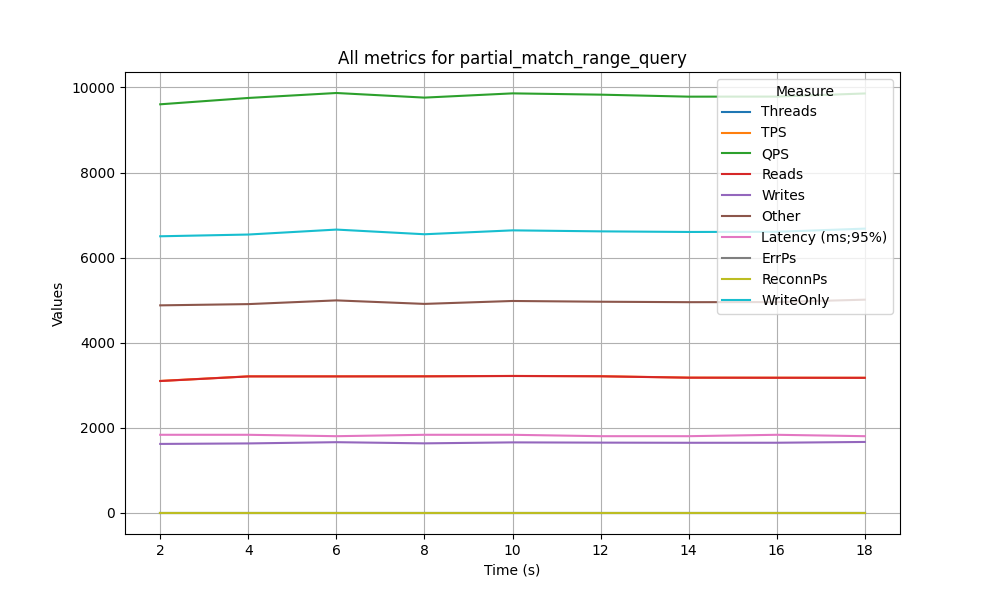 All metrics for partial_match_range_query
10000
8000
6000
4000
2000
0
Values
Measure
Threads
TPS
QPS
Reads
Writes
Other
Latency (ms;95%)
ErrPs
ReconnPs
WriteOnly
2 4 6 8 10 12 14 16 18
Time (s)